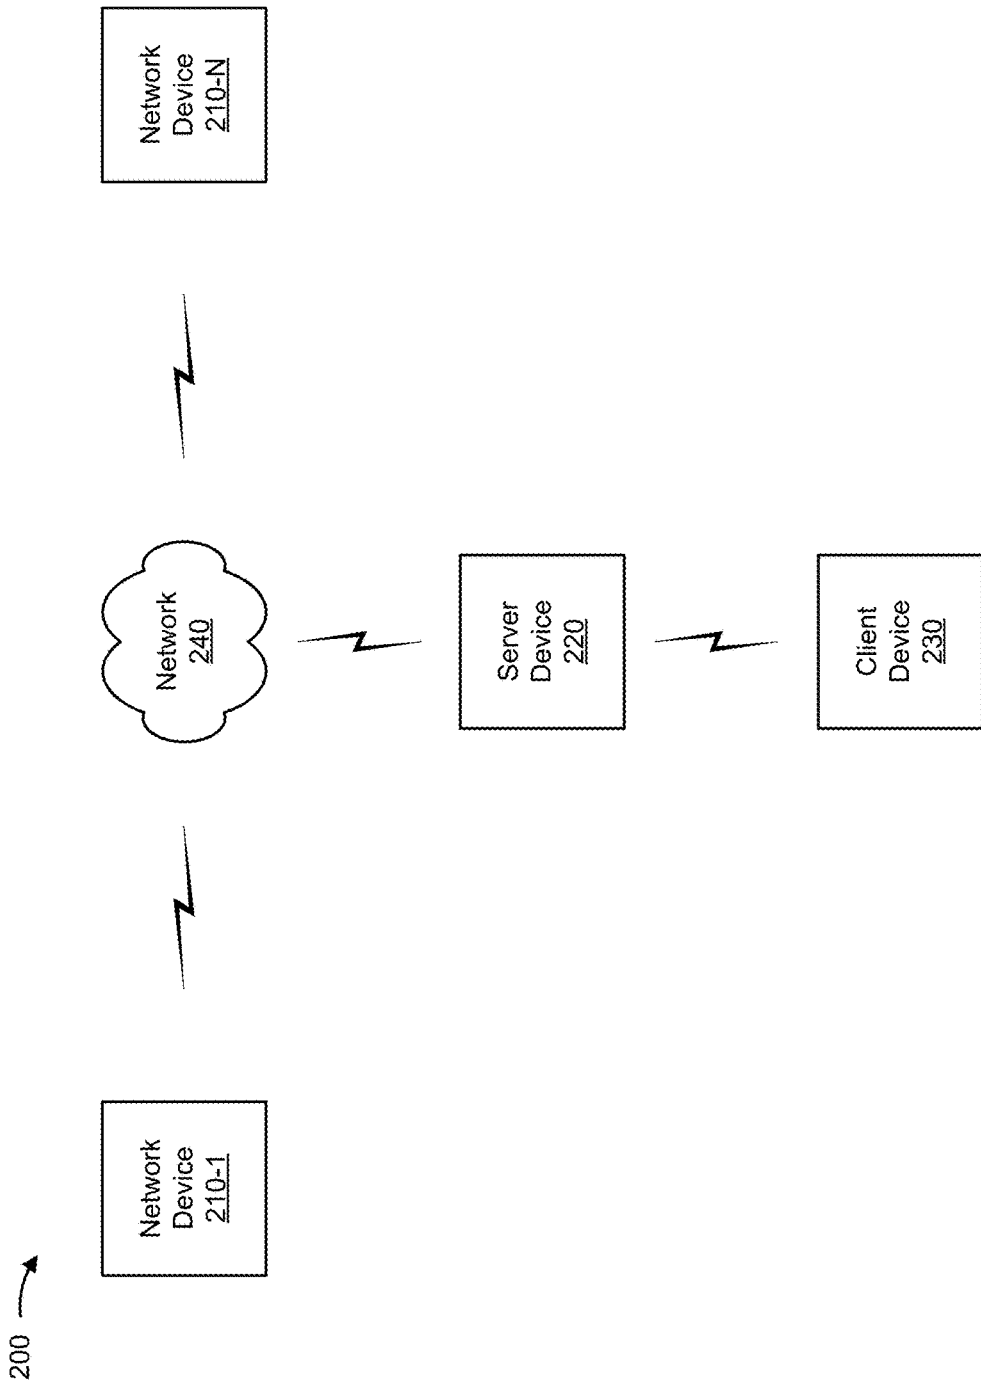 200
Network
Device
210-1
Network
240
Network
Device
210-N
Server
Device
220
Client
Device
230